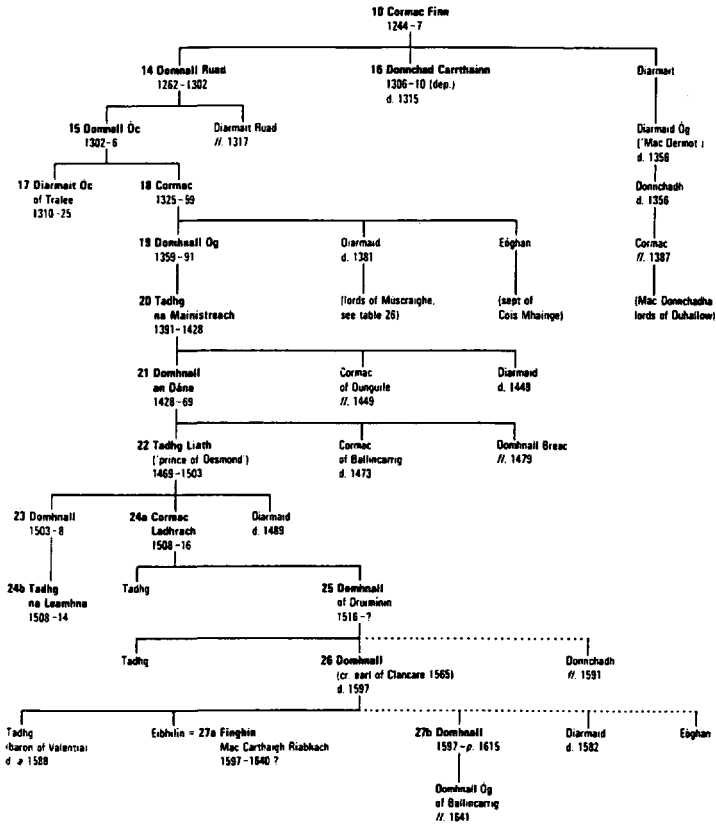 10 Cormac Finn
1244-7
14 Domnall Ruad
1262-1302
16 Donnchad Carrthainn
1306-10 (dep.)
d. 1315
Diarmait
15 Domnall Óc
1302-6
Diarmait Ruad
fl. 1317
Diarmaid Óg
('Mac Dermot')
d. 1356
17 Diarmait Óc
of Tralee
1310-25
18 Cormac
1325-59
Donnchadh
d. 1356
19 Domhnall Óg
1359-91
Diarmaid
d. 1381
Eóghan
Cormac
fl. 1387
20 Tadhg
na Mainistreach
1391-1428
(lords of Múscraighe,
see table 26)
(sept of
Cois Mhainge)
(Mac Donnchadha
lords of Duhallow)
21 Domhnall
an Dána
1428-69
Cormac
of Dunguile
fl. 1449
Diarmaid
d. 1449
22 Tadhg Liath
('prince of Desmond')
1469-1503
Cormac
of Ballincarrig
d. 1473
Domhnall Breac
fl. 1479
23 Domhnall
1503-8
24a Cormac
Ladhrach
1508-16
Diarmaid
d. 1489
24b Tadhg
na Leamhna
1508-14
Tadhg
25 Domhnall
of Druimínin
1516-?
Tadhg
26 Domhnall
(cr. earl of Clancare 1565)
d. 1597
Donnchadh
fl. 1591
Tadhg
(baron of Valentia)
d. a 1588
Eibhilín = 27a Finghin
Mac Carthaigh Riabhach
1597-1640 ?
27b Domhnall
1597-p. 1615
Diarmaid
d. 1582
Eóghan
Domhnall Óg
of Ballincarrig
fl. 1641